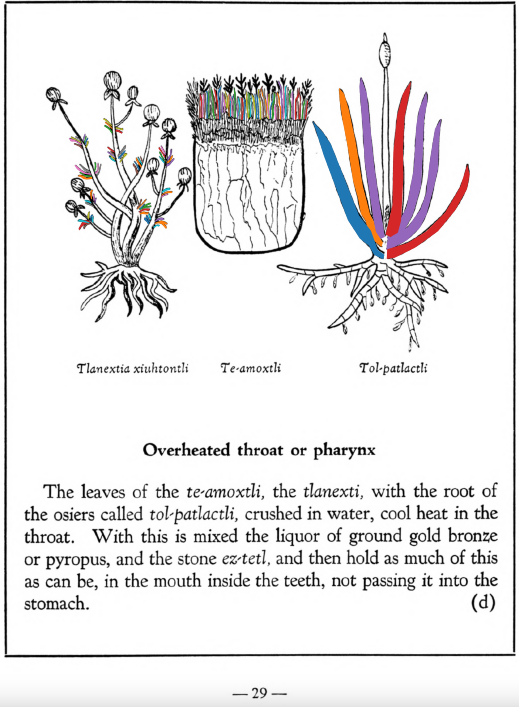 Tlanextia xiuhtontli Te-amoxtli Tol-patlactli
Overheated throat or pharynx
The leaves of the te-amoxtli, the tlanexti, with the root of
the osiers called tol-patlactli, crushed in water, cool heat in the
throat. With this is mixed the liquor of ground gold bronze
or pyropus, and the stone ez-tetl, and then hold as much of this
as can be, in the mouth inside the teeth, not passing it into the
stomach. (d)
— 29 —